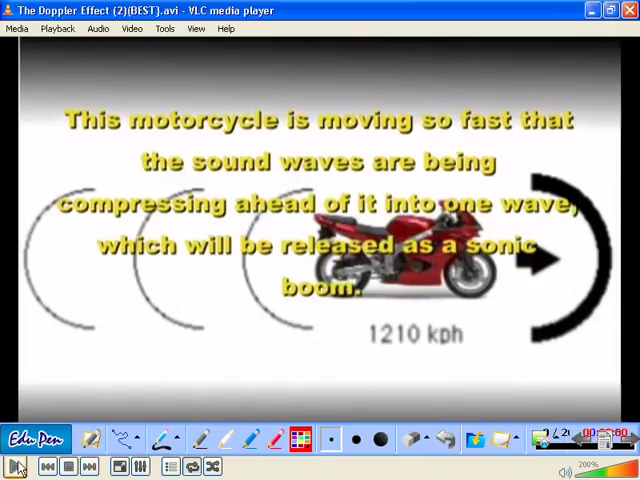 The Doppler Effect (2)(BEST}.avi - VLC media player
Media Playback Audio Video Tools View Help
This motorcycle is moving so fast that
the sound waves are being
compressing ahead of it into one wave,
which will be released as a sonic
boom.
1210 kph
Edu Pen
200%